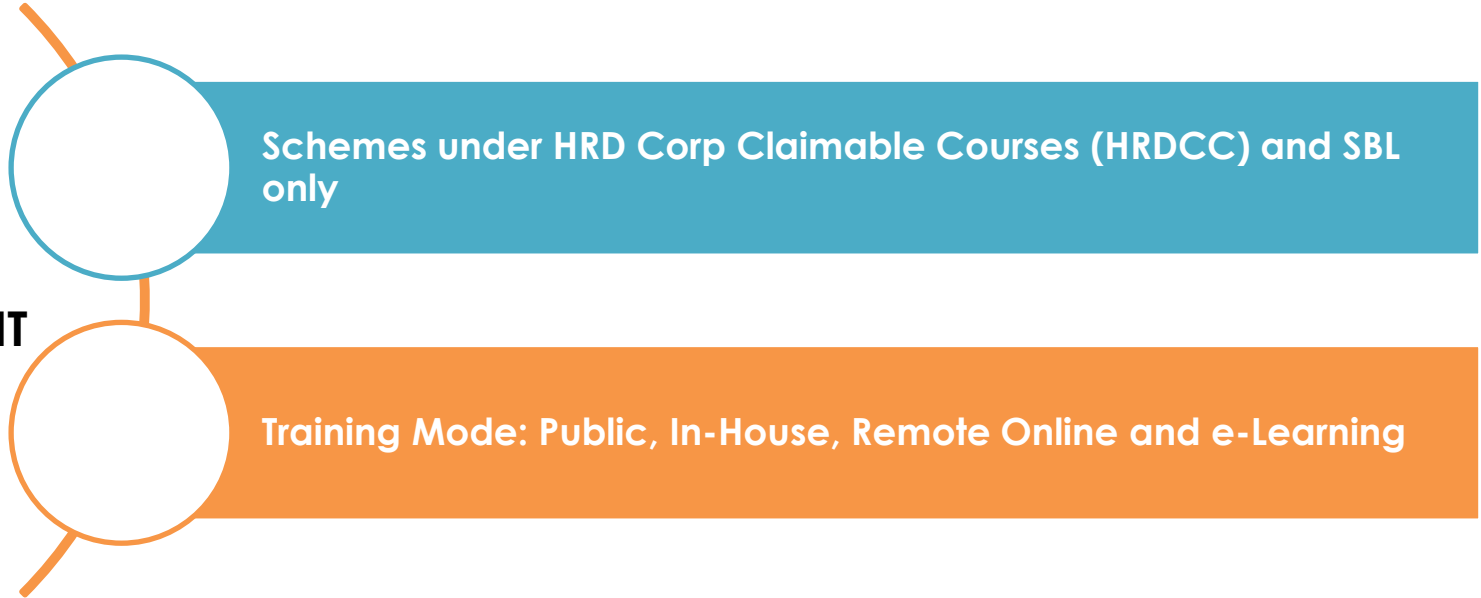 Schemes under HRD Corp Claimable Courses (HRDCC) and SBL
only
Training Mode: Public, In-House, Remote Online and e-Learning